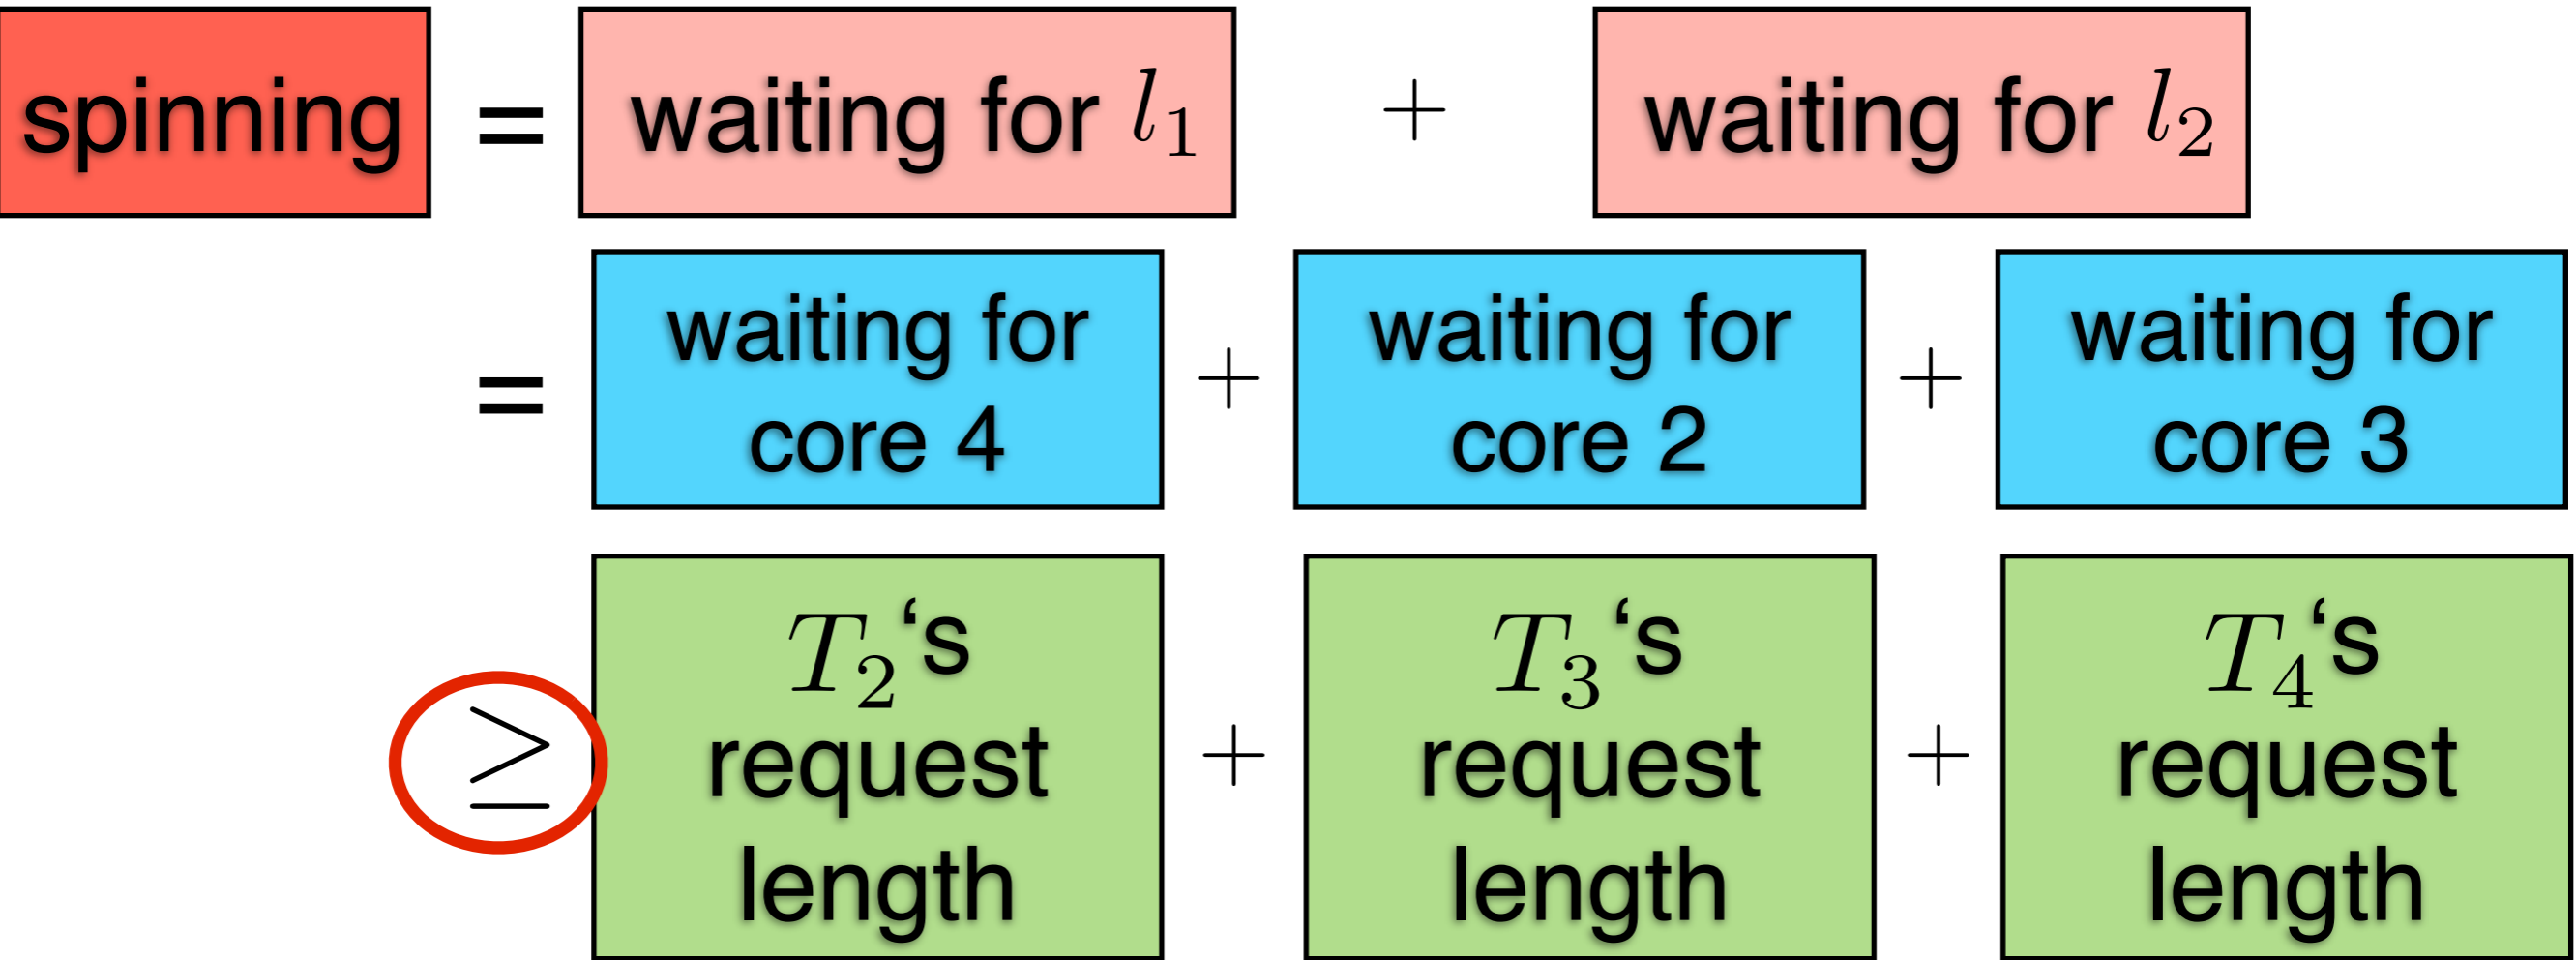 spinning = waiting for l₁ + waiting for l₂
= waiting for + waiting for + waiting for
core 4 core 2 core 3
≥ T₂‘s + T₃‘s + T₄‘s
request request request
length length length